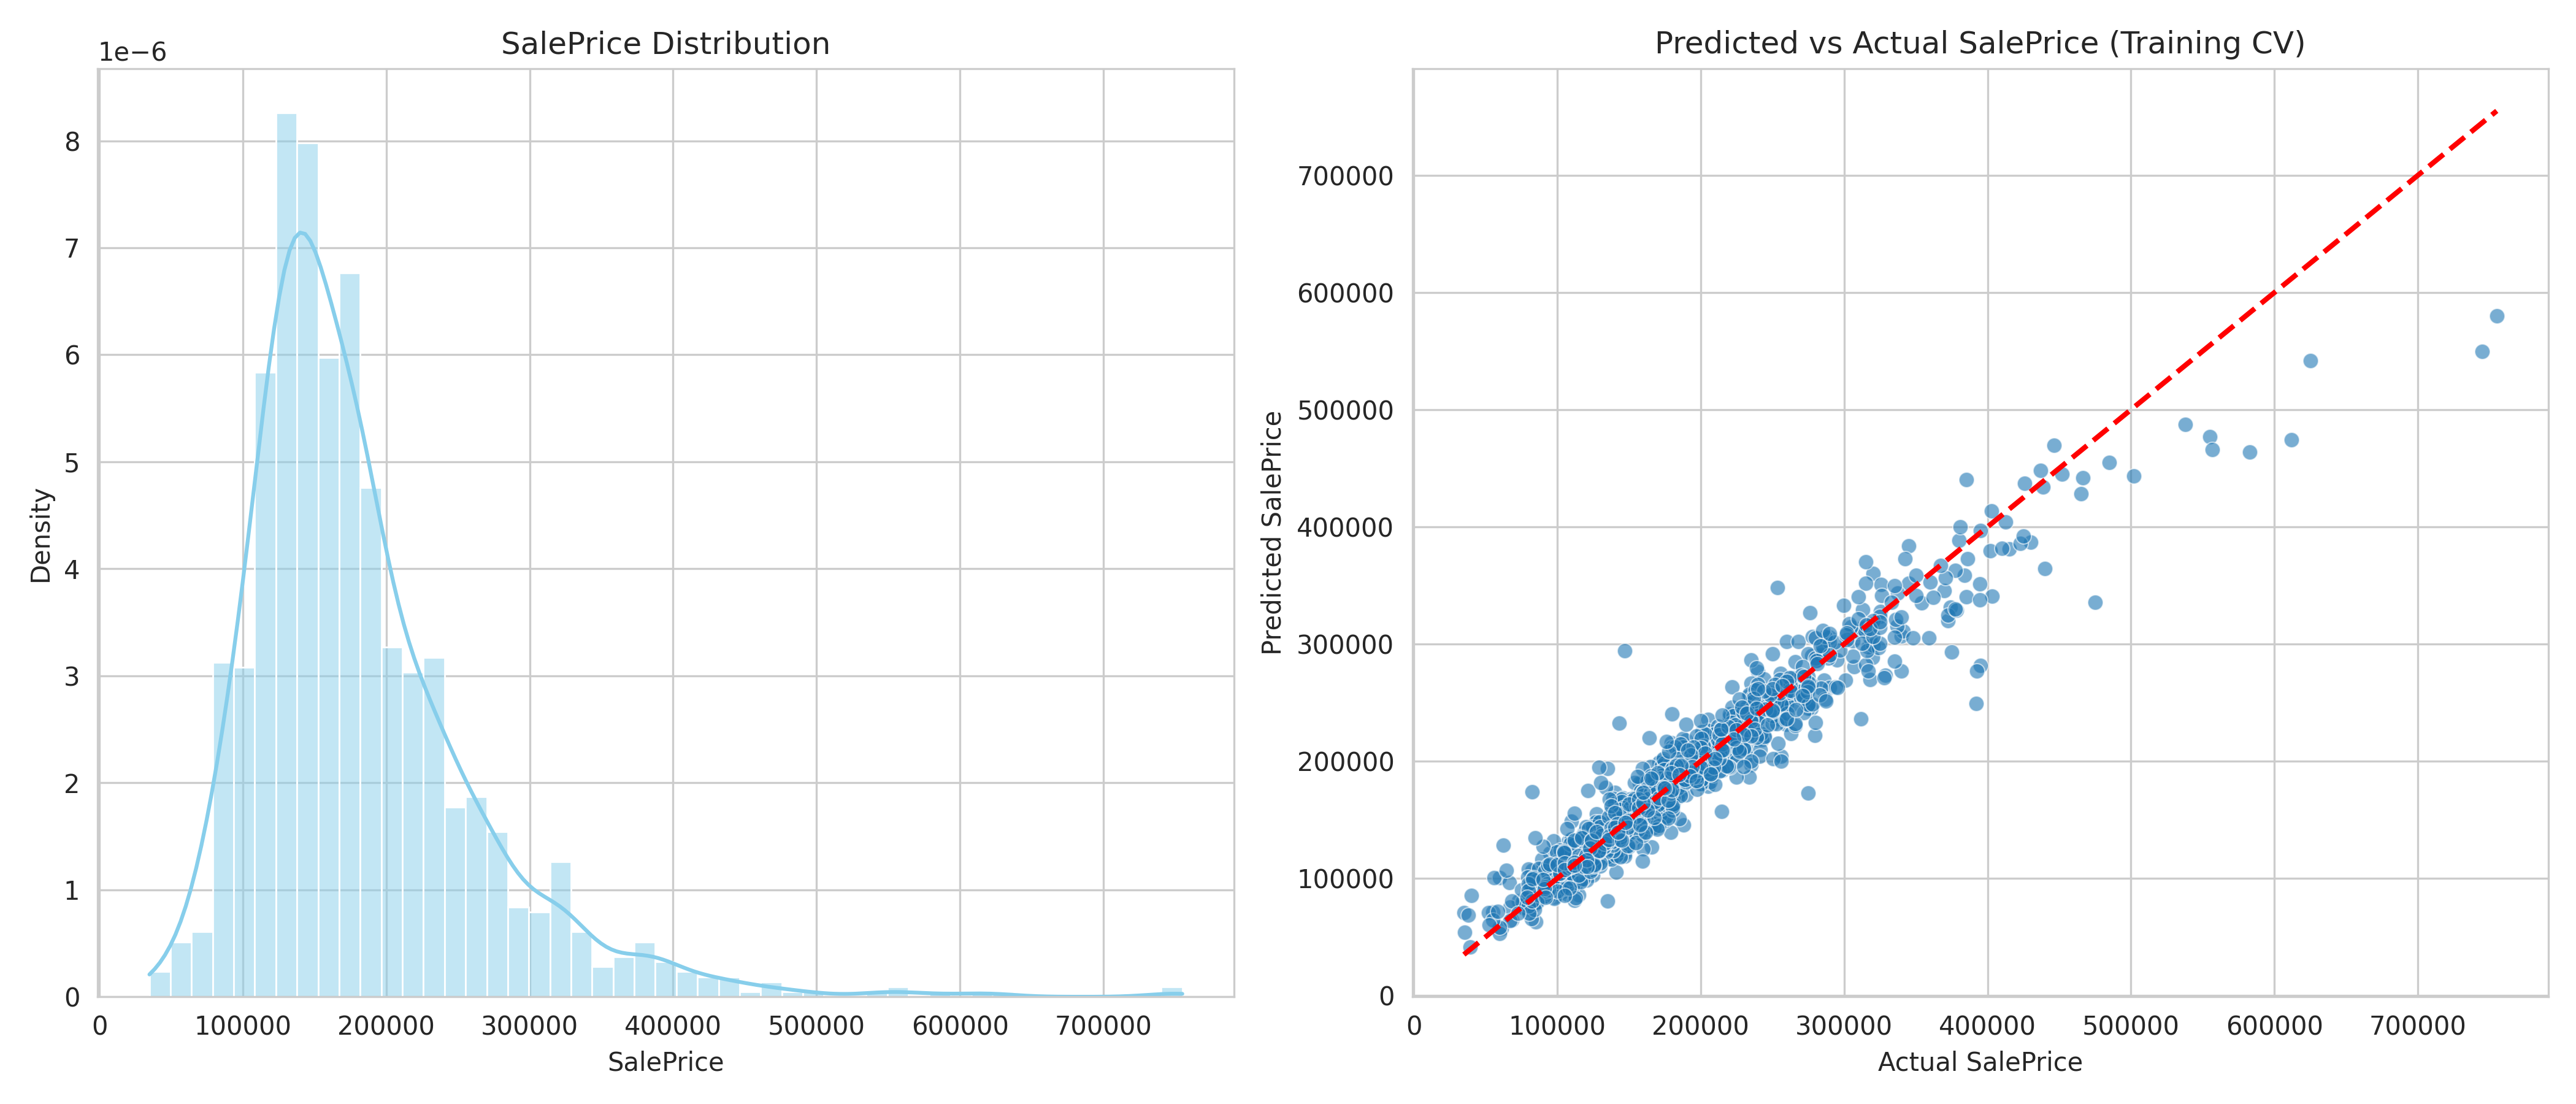 SalePrice Distribution
1e−6
Density
8
7
6
5
4
3
2
1
0
0 100000 200000 300000 400000 500000 600000 700000
SalePrice
Predicted vs Actual SalePrice (Training CV)
Predicted SalePrice
700000
600000
500000
400000
300000
200000
100000
0
0 100000 200000 300000 400000 500000 600000 700000
Actual SalePrice